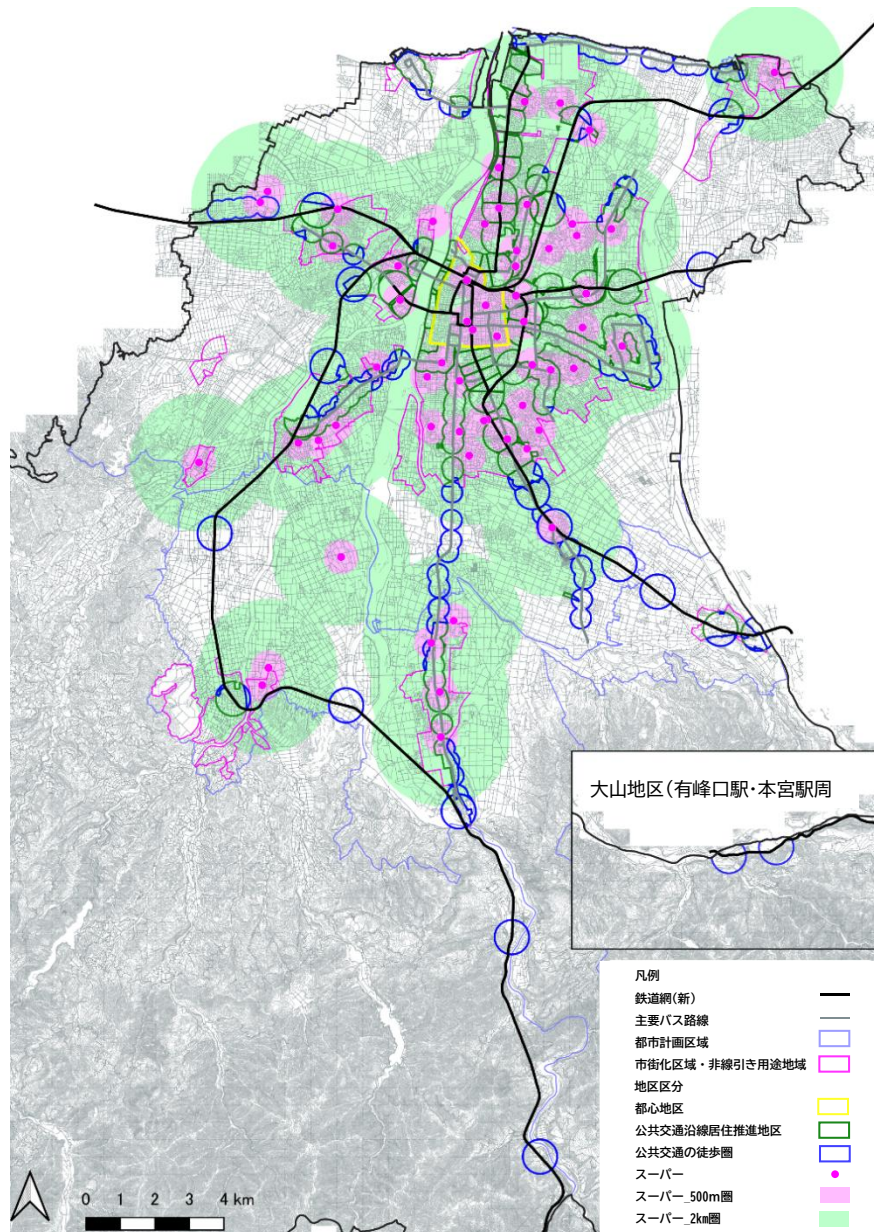 大山地区(有峰口駅・本宮駅周
凡例
鉄道網(新)
主要バス路線
都市計画区域
市街化区域・非線引き用途地域
地区区分
都心地区
公共交通沿線居住推進地区
公共交通の徒歩圏
スーパー
スーパー_500m圏
スーパー_2km圏
0 1 2 3 4 km